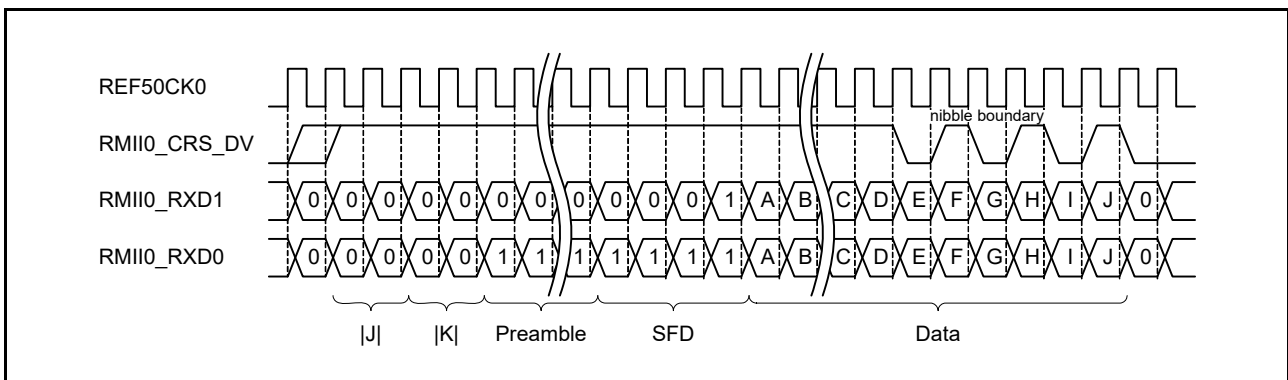 REF50CK0
nibble boundary
RMII0_CRS_DV
RMII0_RXD1 0 0 0 0 0 0 0 0 0 0 0 1 A B C D E F G H I J 0
RMII0_RXD0 0 0 0 0 0 1 1 1 1 1 1 1 A B C D E F G H I J 0
|J| |K| Preamble SFD Data